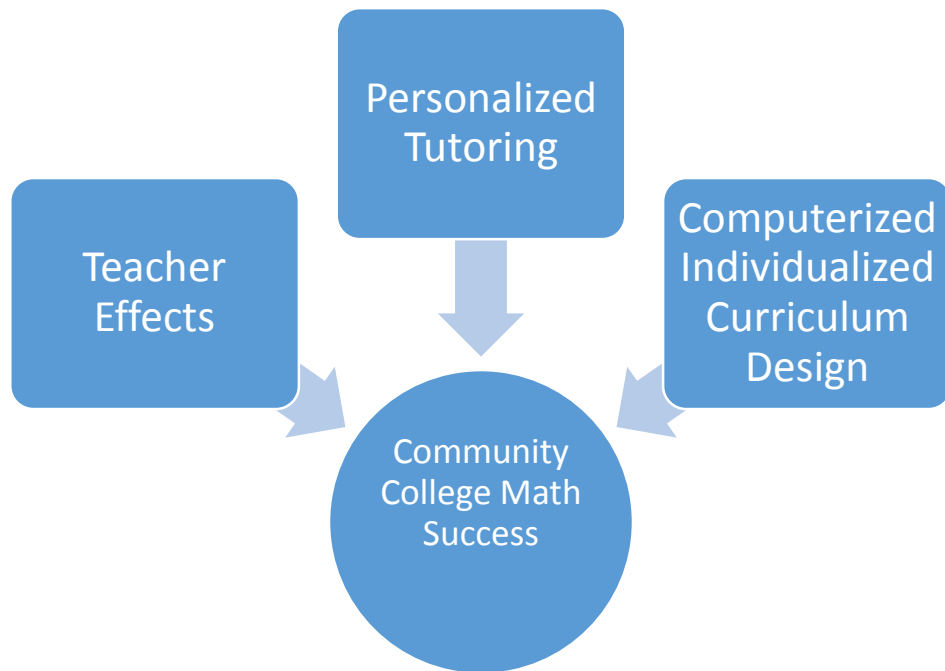 Personalized
Tutoring
Teacher
Effects
Computerized
Individualized
Curriculum
Design
Community
College Math
Success